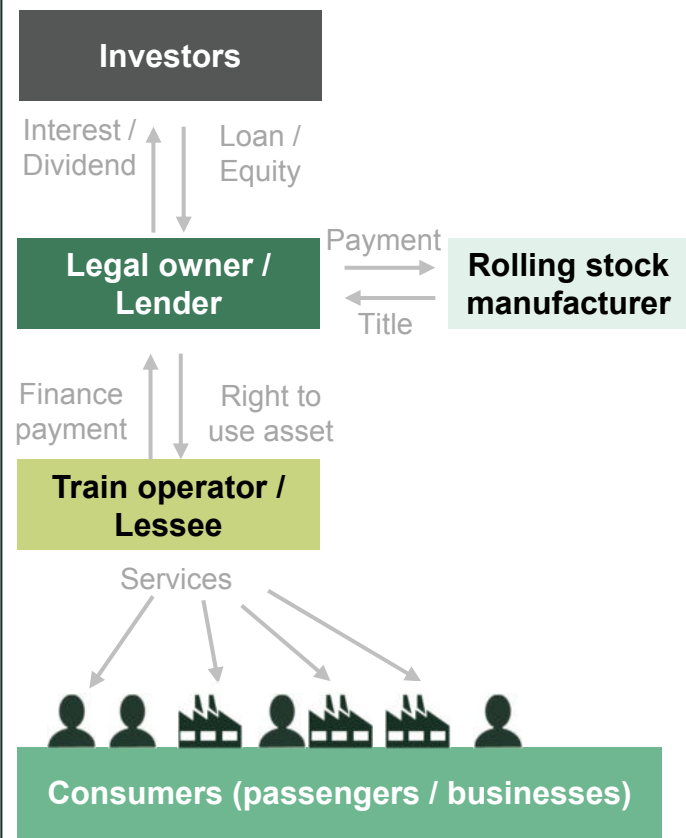 Investors
Interest /
Dividend
Loan /
Equity
Legal owner /
Lender
Payment
Title
Rolling stock
manufacturer
Finance
payment
Right to
use asset
Train operator /
Lessee
Services
Consumers (passengers / businesses)